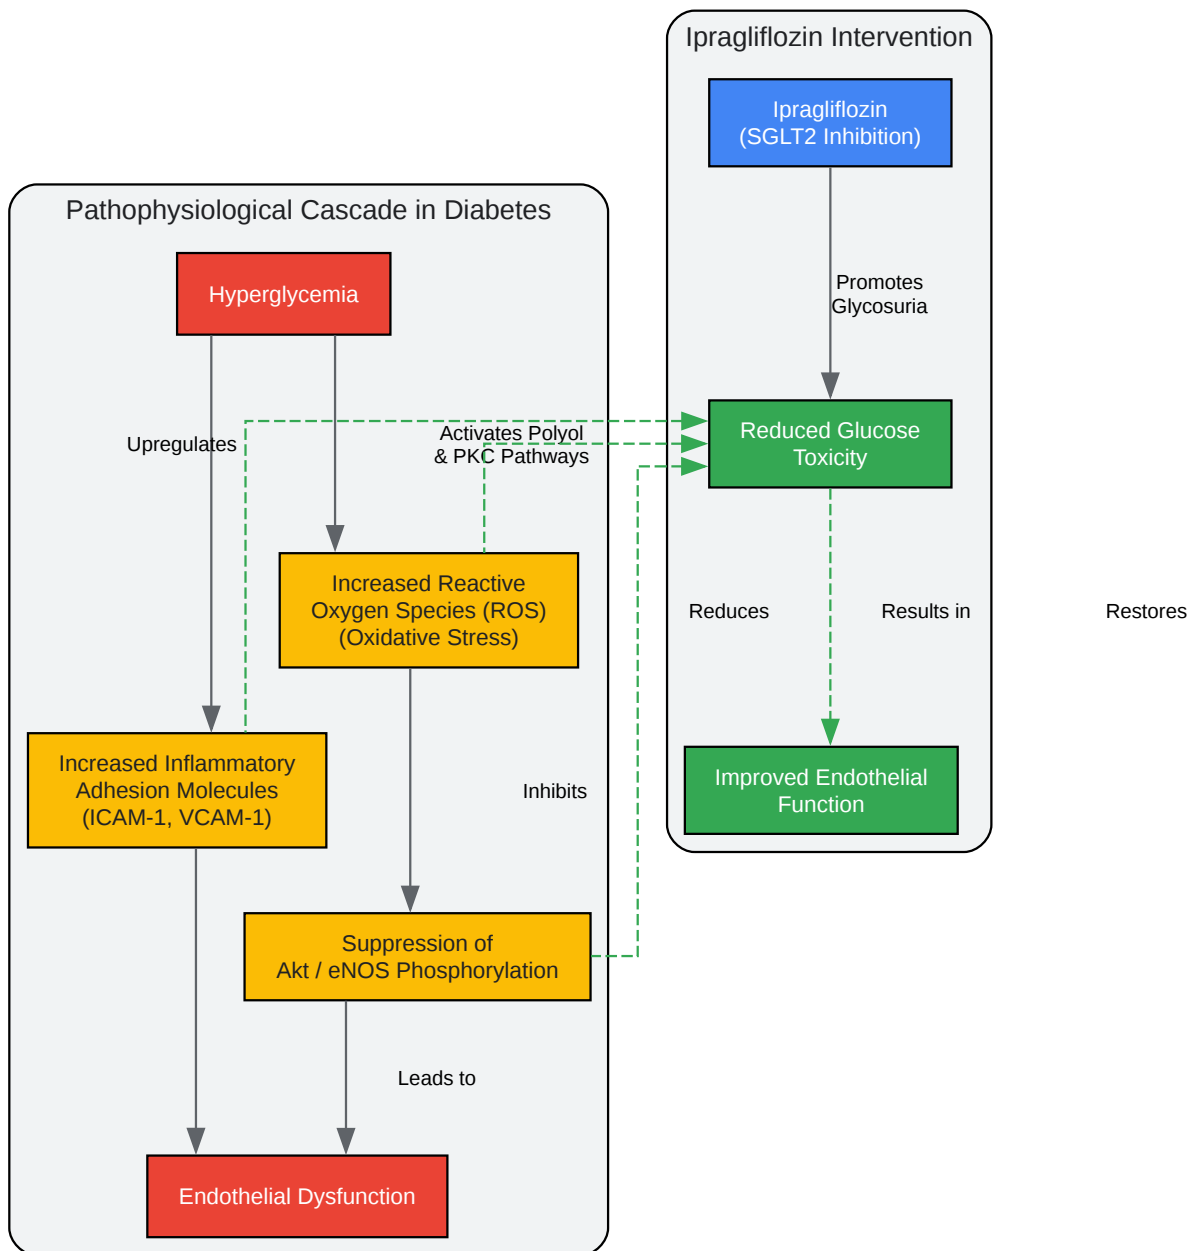 Ipragliflozin Intervention
Ipragliflozin
(SGLT2 Inhibition)
Pathophysiological Cascade in Diabetes
Hyperglycemia
Promotes
Glycosuria
Upregulates
Activates Polyol
& PKC Pathways
Reduced Glucose
Toxicity
Increased Reactive
Oxygen Species (ROS)
(Oxidative Stress)
Reduces
Results in
Restores
Increased Inflammatory
Adhesion Molecules
(ICAM-1, VCAM-1)
Inhibits
Improved Endothelial
Function
Suppression of
Akt / eNOS Phosphorylation
Leads to
Endothelial Dysfunction